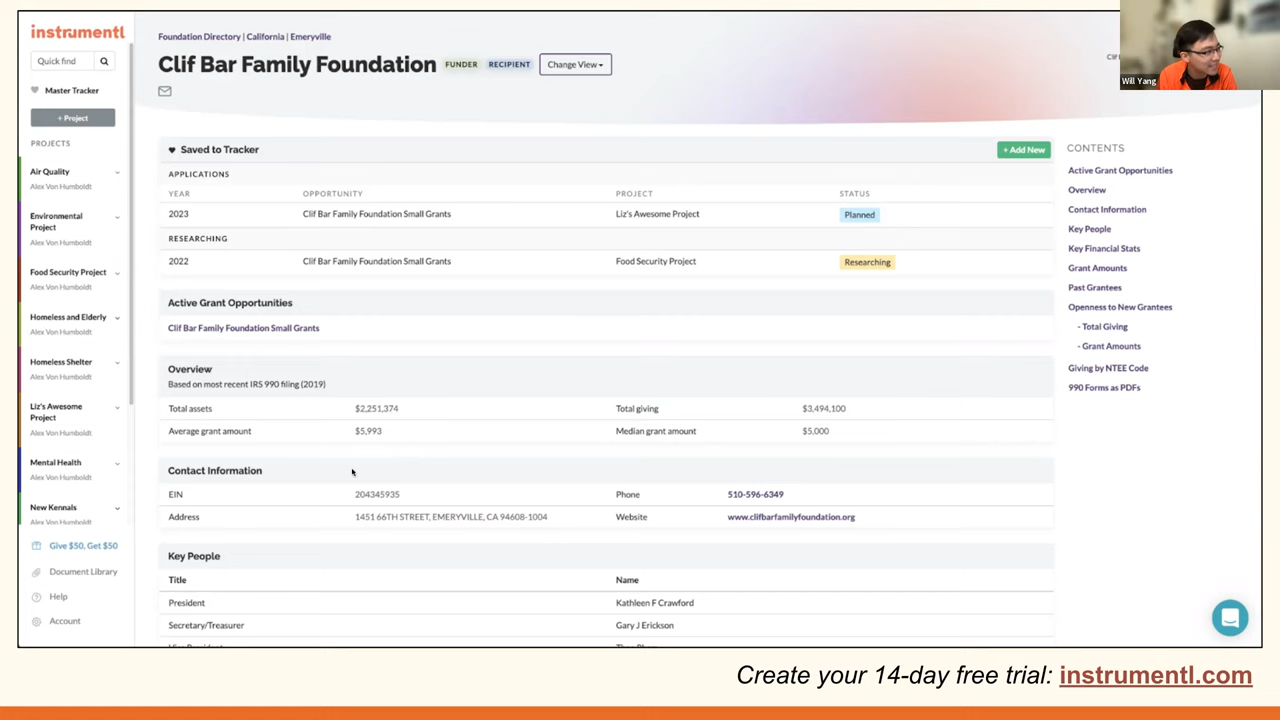 instrumentl
Quick find
Master Tracker
+ Project
PROJECTS
Air Quality
Alex Von Humboldt
Environmental
Project
Alex Von Humboldt
Food Security Project
Alex Von Humboldt
Homeless and Elderly
Alex Von Humboldt
Homeless Shelter
Alex Von Humboldt
Liz's Awesome
Project
Alex Von Humboldt
Mental Health
Alex Von Humboldt
New Kennals
Alex Von Humboldt
Give $50, Get $50
Document Library
Help
Account
Foundation Directory | California | Emeryville
Clif Bar Family Foundation FUNDER RECIPIENT Change View
Saved to Tracker + Add New
APPLICATIONS
YEAR OPPORTUNITY PROJECT STATUS
2023 Clif Bar Family Foundation Small Grants Liz's Awesome Project Planned
RESEARCHING
2022 Clif Bar Family Foundation Small Grants Food Security Project Researching
Active Grant Opportunities
Clif Bar Family Foundation Small Grants
Overview
Based on most recent IRS 990 filing (2019)
Total assets $2,251,374 Total giving $3,494,100
Average grant amount $5,993 Median grant amount $5,000
Contact Information
EIN 204345935 Phone 510-596-6349
Address 1451 66TH STREET, EMERYVILLE, CA 94608-1004 Website www.clifbarfamilyfoundation.org
Key People
Title Name
President Kathleen F Crawford
Secretary/Treasurer Gary J Erickson
CONTENTS
Active Grant Opportunities
Overview
Contact Information
Key People
Key Financial Stats
Grant Amounts
Past Grantees
Openness to New Grantees
- Total Giving
- Grant Amounts
Giving by NTEE Code
990 Forms as PDFs
Will Yang
Create your 14-day free trial: instrumentl.com